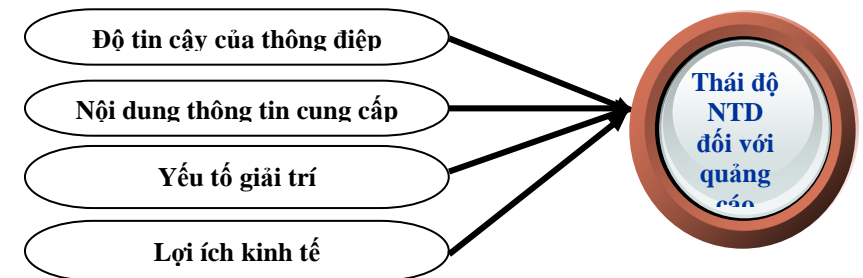 Độ tin cậy của thông điệp
Nội dung thông tin cung cấp
Yếu tố giải trí
Lợi ích kinh tế
Thái độ
NTD
đối với
quảng
cáo